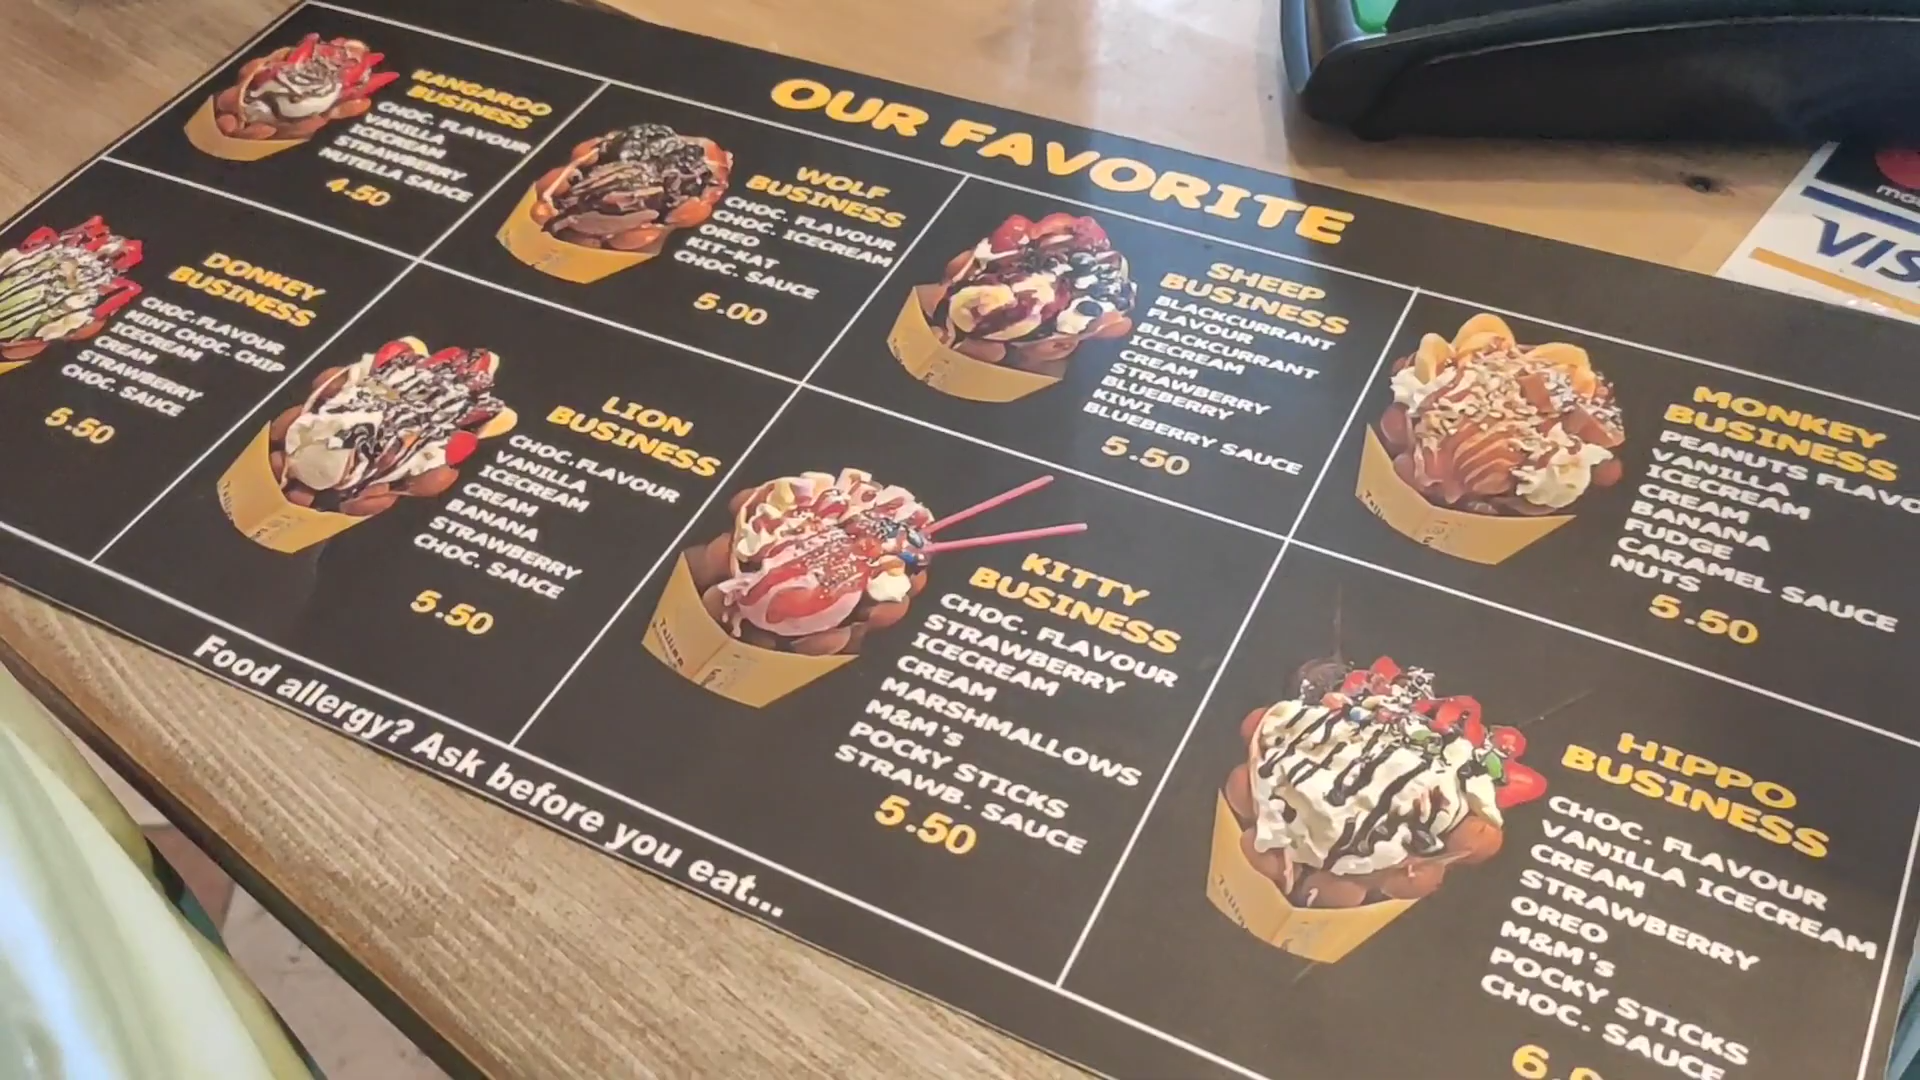 OUR FAVORITE
KANGAROO
BUSINESS
CHOC. FLAVOUR
VANILLA
ICECREAM
STRAWBERRY
NUTELLA SAUCE
4.50
WOLF
BUSINESS
CHOC. FLAVOUR
CHOC. ICECREAM
OREO
KIT-KAT
CHOC. SAUCE
5.00
SHEEP
BUSINESS
BLACKCURRANT
FLAVOUR
BLACKCURRANT
ICECREAM
CREAM
STRAWBERRY
BLUEBERRY
KIWI
BLUEBERRY SAUCE
5.50
MONKEY
BUSINESS
PEANUTS FLAVO
VANILLA
ICECREAM
CREAM
BANANA
FUDGE
CARAMEL SAUCE
NUTS
5.50
DONKEY
BUSINESS
CHOC.FLAVOUR
MINT CHOC. CHIP
ICECREAM
CREAM
STRAWBERRY
CHOC. SAUCE
5.50
LION
BUSINESS
CHOC.FLAVOUR
VANILLA
ICECREAM
CREAM
BANANA
STRAWBERRY
CHOC. SAUCE
5.50
KITTY
BUSINESS
CHOC. FLAVOUR
STRAWBERRY
ICECREAM
CREAM
MARSHMALLOWS
M&M's
POCKY STICKS
STRAWB. SAUCE
5.50
HIPPO
BUSINESS
CHOC. FLAVOUR
VANILLA ICECREAM
CREAM
STRAWBERRY
OREO
M&M's
POCKY STICKS
CHOC. SAUCE
6.0
Food allergy? Ask before you eat...
VIS